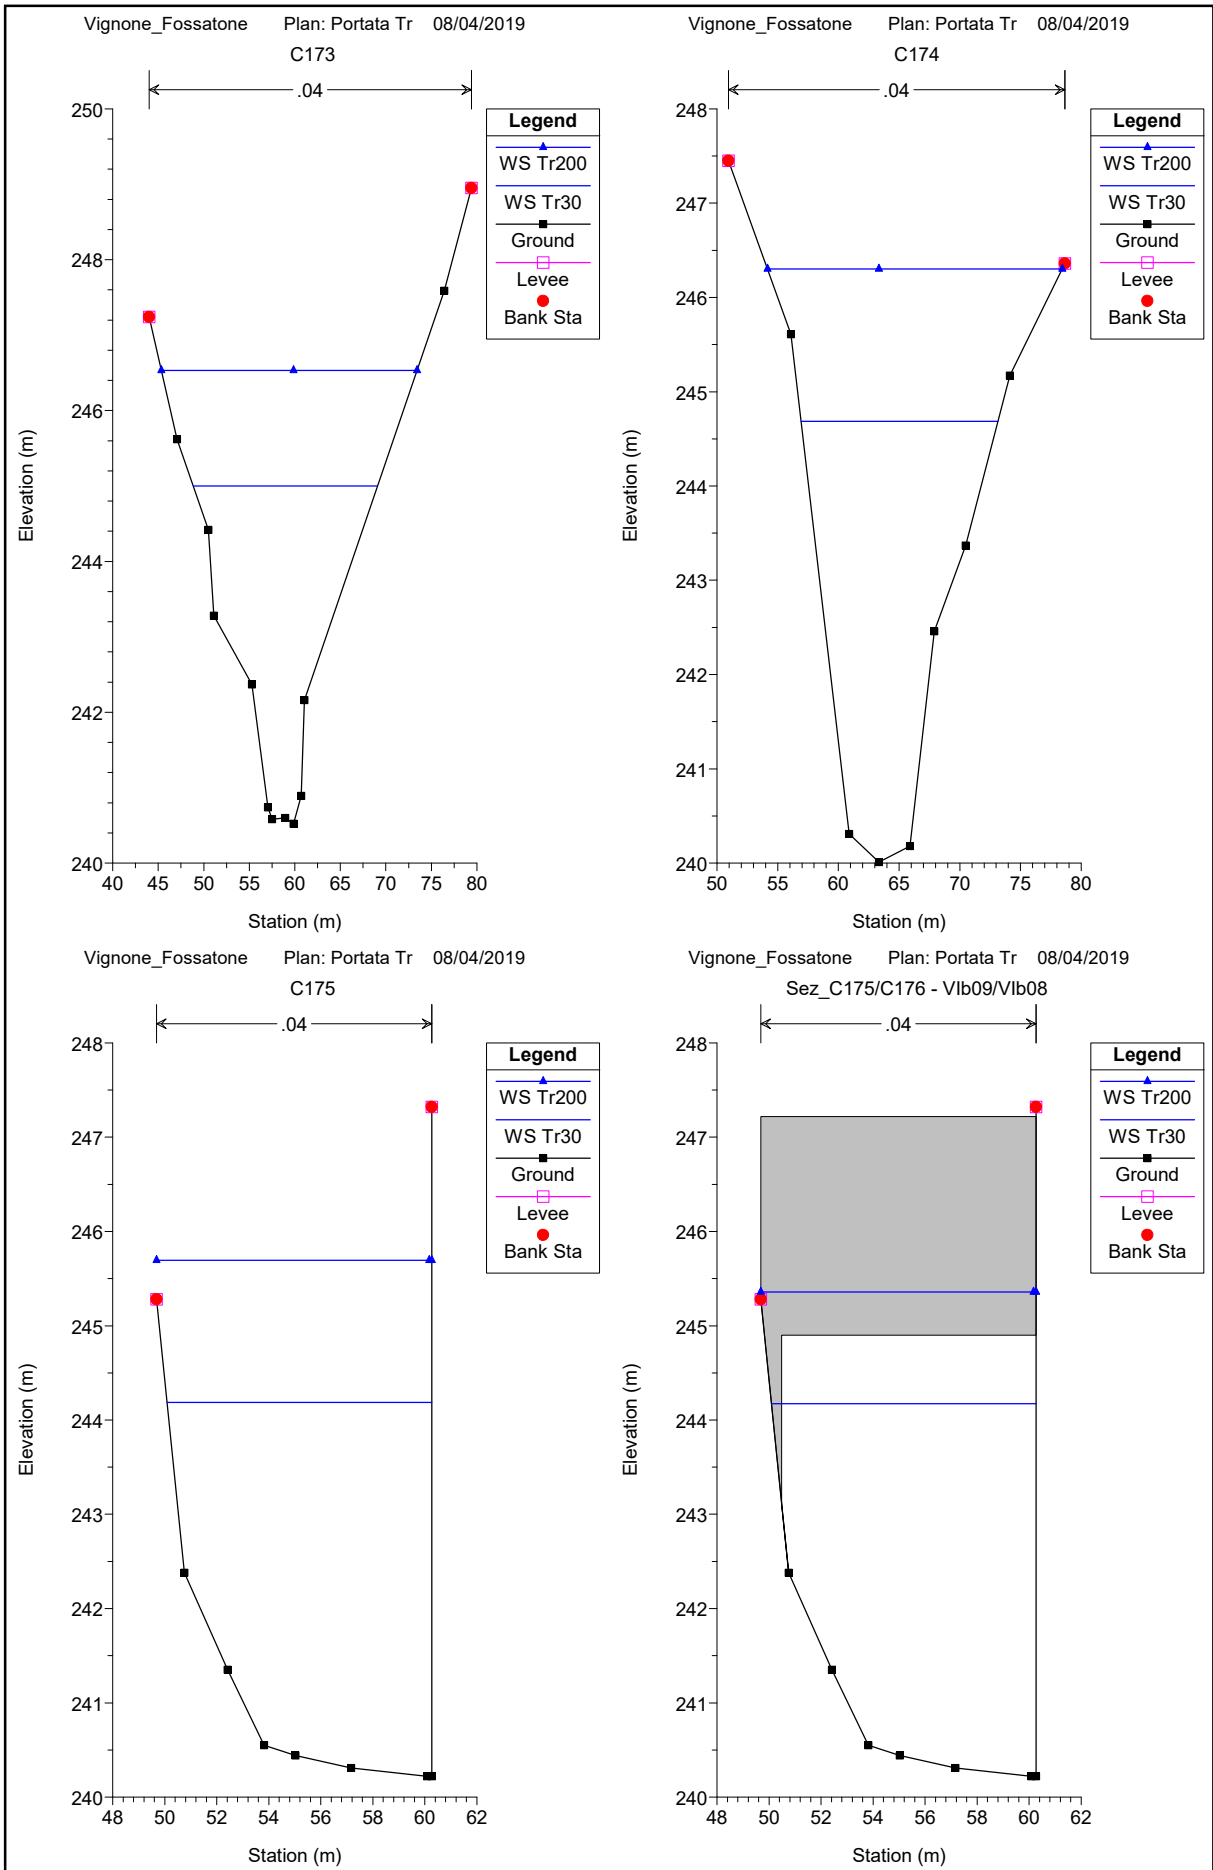 Vignone_Fossatone Plan: Portata Tr 08/04/2019
C173
.04
250
248
246
244
242
240
40 45 50 55 60 65 70 75 80
Elevation (m)
Station (m)
Legend
WS Tr200
WS Tr30
Ground
Levee
Bank Sta
Vignone_Fossatone Plan: Portata Tr 08/04/2019
C174
.04
248
247
246
245
244
243
242
241
240
50 55 60 65 70 75 80
Elevation (m)
Station (m)
Legend
WS Tr200
WS Tr30
Ground
Levee
Bank Sta
Vignone_Fossatone Plan: Portata Tr 08/04/2019
C175
.04
248
247
246
245
244
243
242
241
240
48 50 52 54 56 58 60 62
Elevation (m)
Station (m)
Legend
WS Tr200
WS Tr30
Ground
Levee
Bank Sta
Vignone_Fossatone Plan: Portata Tr 08/04/2019
Sez_C175/C176 - VIb09/VIb08
.04
248
247
246
245
244
243
242
241
240
48 50 52 54 56 58 60 62
Elevation (m)
Station (m)
Legend
WS Tr200
WS Tr30
Ground
Levee
Bank Sta